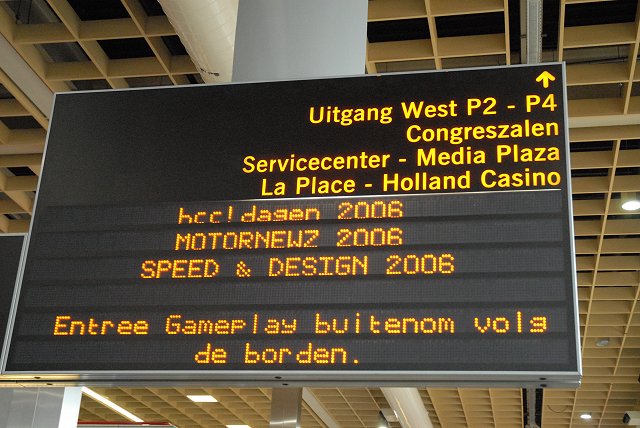 Uitgang West P2 - P4
Congreszalen
Servicecenter - Media Plaza
La Place - Holland Casino
hcc!dagen 2006
MOTORNEWZ 2006
SPEED & DESIGN 2006
Entree Gameplay buitenom volg
de borden.